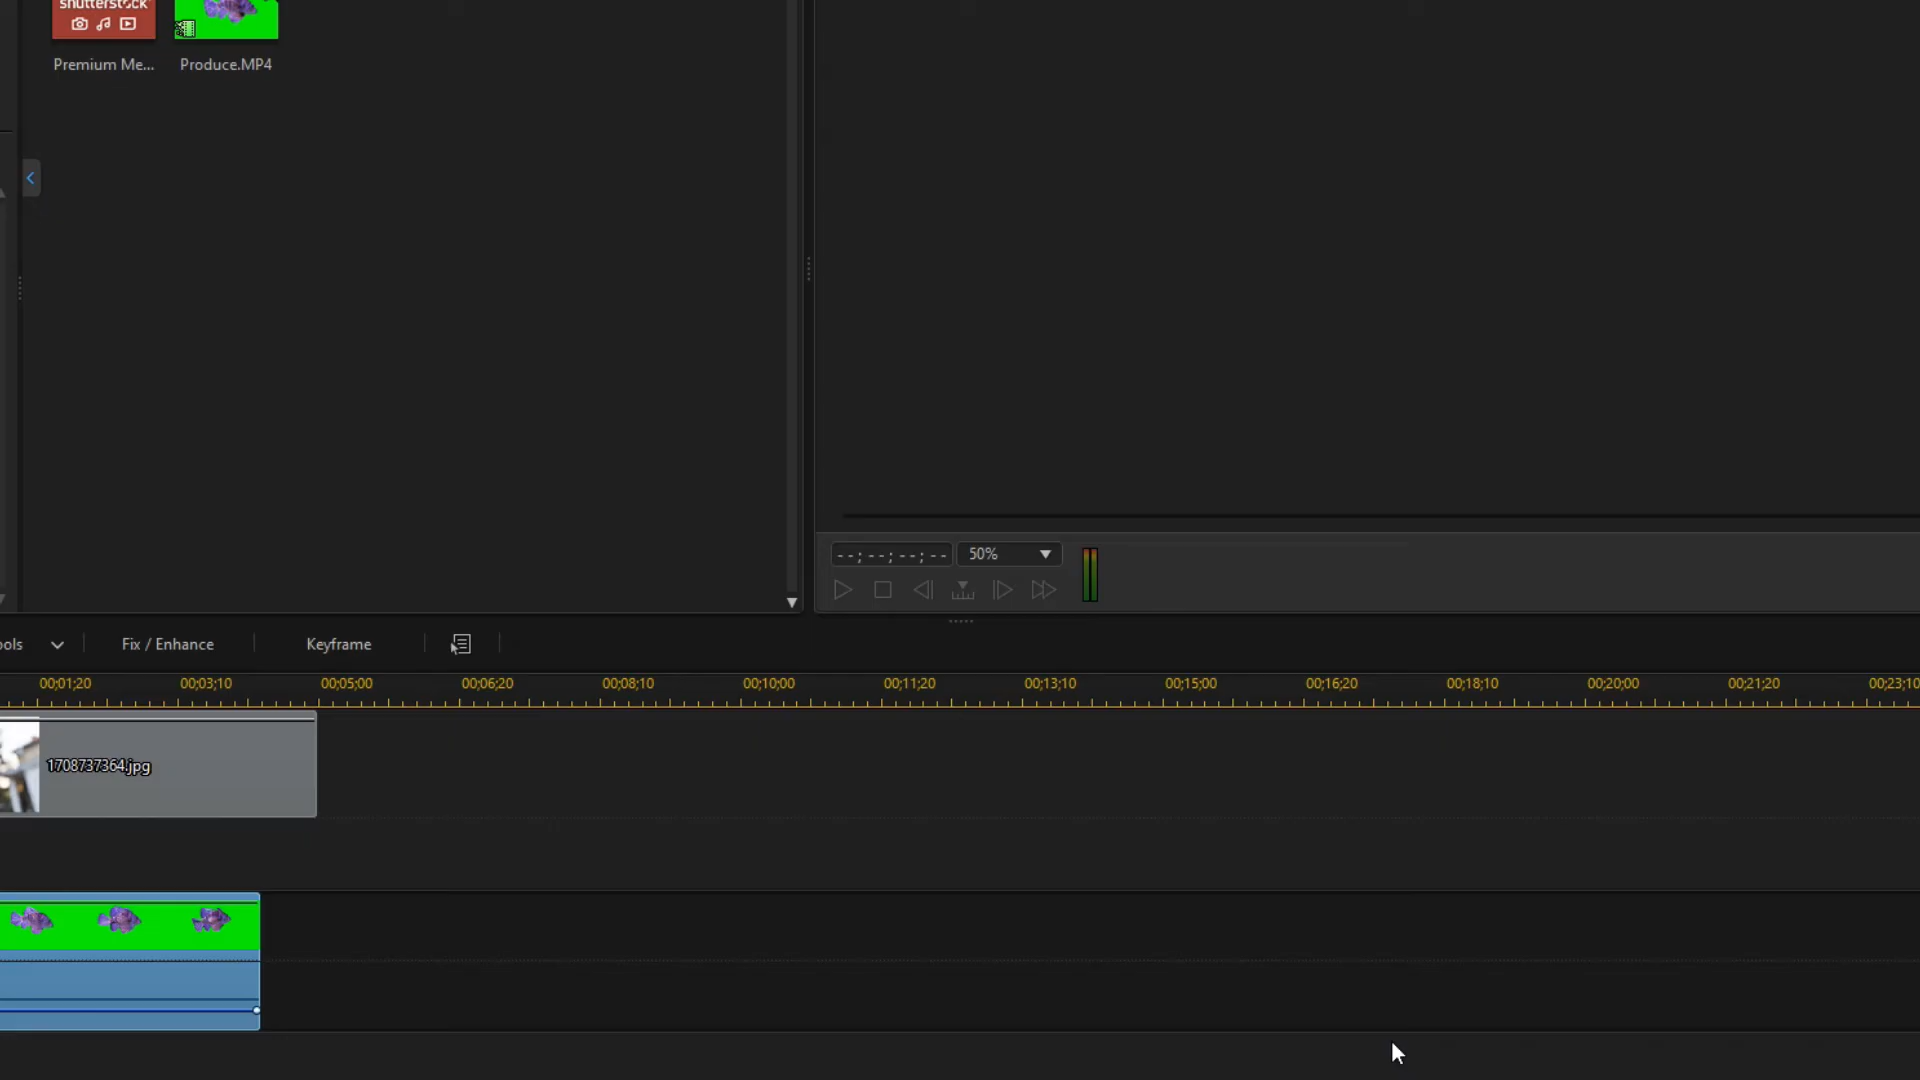 shutterstock
Premium Me...
Produce.MP4
--;--;--;--
50%
ools
Fix / Enhance
Keyframe
00;01;20
00;03;10
00;05;00
00;06;20
00;08;10
00;10;00
00;11;20
00;13;10
00;15;00
00;16;20
00;18;10
00;20;00
00;21;20
00;23;10
1708737364.jpg